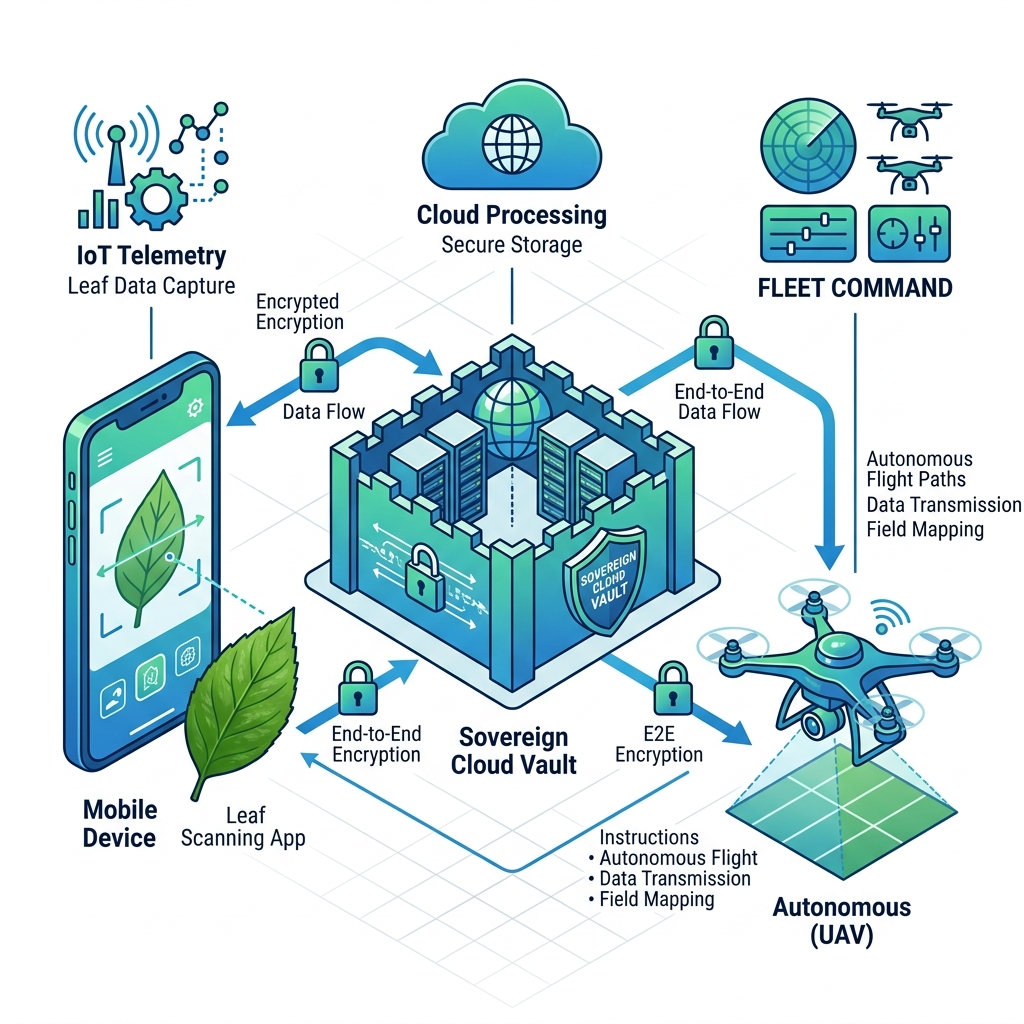 IoT Telemetry
Leaf Data Capture
Cloud Processing
Secure Storage
FLEET COMMAND
Encrypted
Encryption
Data Flow
End-to-End
Data Flow
Autonomous
Flight Paths
Data Transmission
Field Mapping
SOVEREIGN
CLOUD
VAULT
End-to-End
Encryption
Sovereign
Cloud Vault
E2E
Encryption
Mobile
Device
Leaf
Scanning App
Instructions
• Autonomous Flight
• Data Transmission
• Field Mapping
Autonomous
(UAV)